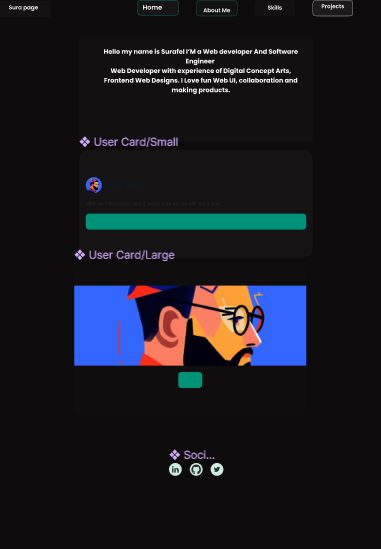 Sura page
Home
About Me
Skills
Projects
Hello my name is Surafel I'M a Web developer And Software
Engineer
Web Developer with experience of Digital Concept Arts,
Frontend Web Designs. I Love fun Web UI, collaboration and
making products.
User Card/Small
User Card/Large
Soci...
in